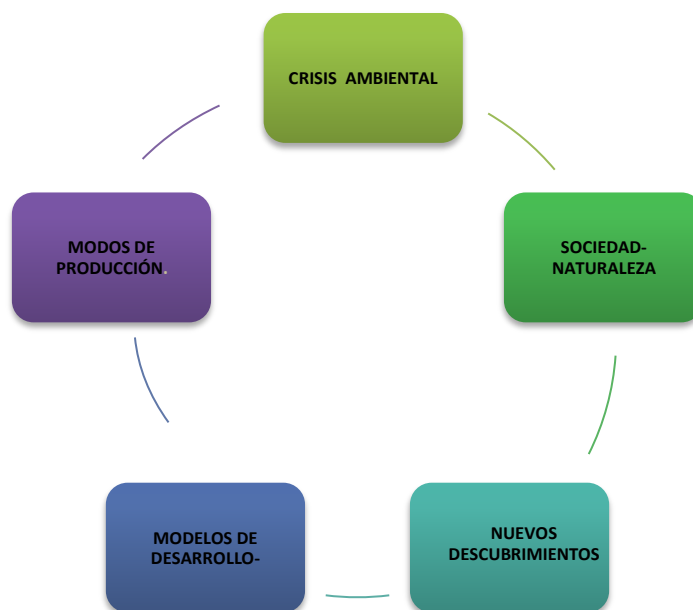 CRISIS AMBIENTAL
SOCIEDAD-
NATURALEZA
NUEVOS
DESCUBRIMIENTOS
MODELOS DE
DESARROLLO-
MODOS DE
PRODUCCIÓN.